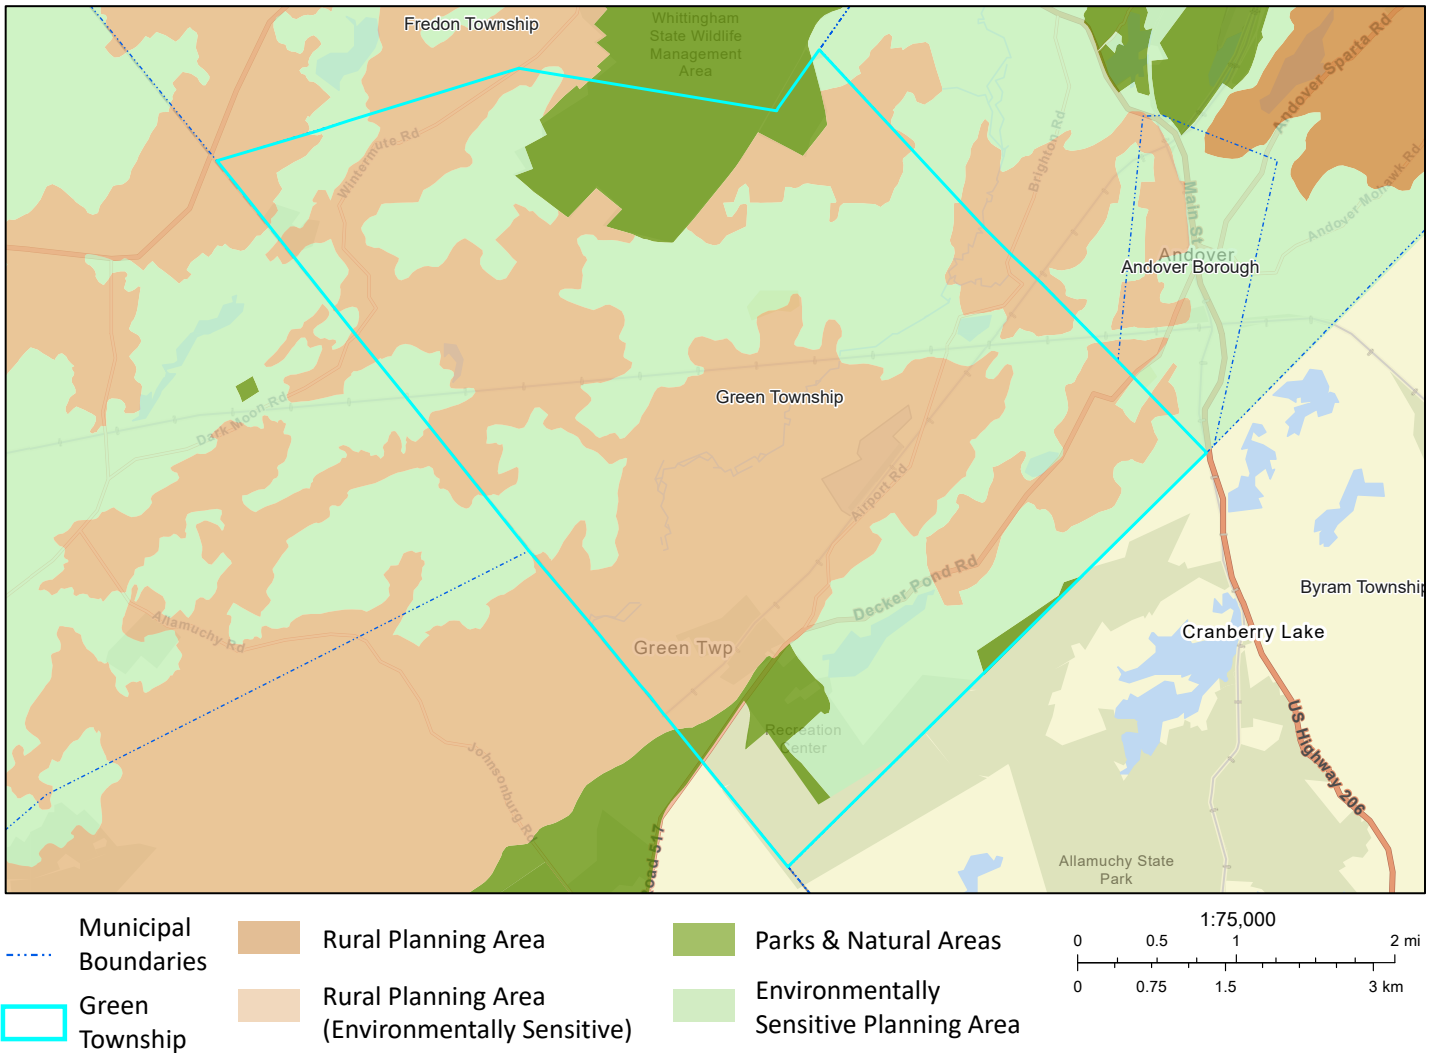 Fredon Township
Whittingham
State Wildlife
Management
Area
Andover Sparta Rd
Wintermute Rd
Brighton Rd
Main St
Andover Mohawk Rd
Andover
Andover Borough
Green Township
Dark Moon Rd
Airport Rd
Decker Pond Rd
Byram Township
Allamuchy Rd
Cranberry Lake
Green Twp
Recreation
Center
Johnsonburg Rd
US Highway 206
oad 517
Allamuchy State
Park
Municipal
Boundaries
Green
Township
Rural Planning Area
Rural Planning Area
(Environmentally Sensitive)
Parks & Natural Areas
Environmentally
Sensitive Planning Area
1:75,000
0 0.5 1 2 mi
0 0.75 1.5 3 km